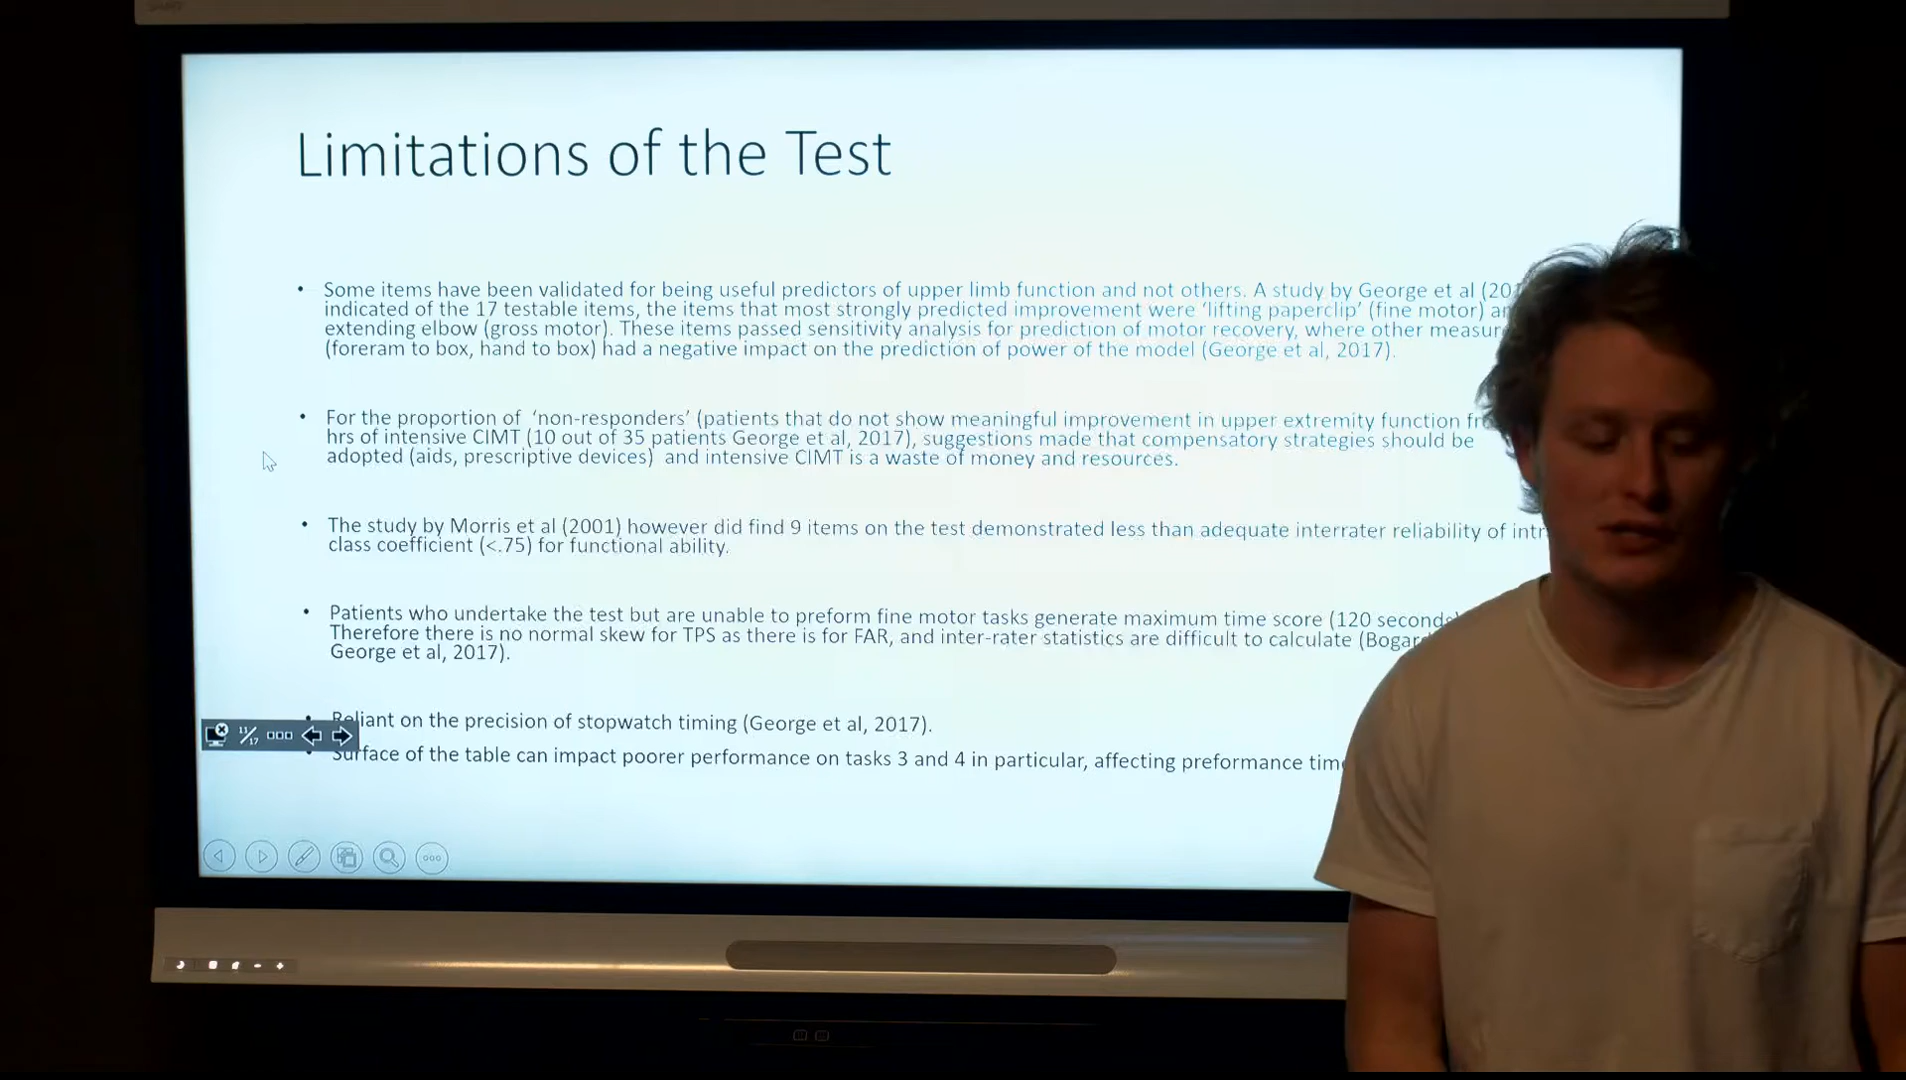 Limitations of the Test
• Some items have been validated for being useful predictors of upper limb function and not others. A study by George et al
indicated of the 17 testable items, the items that most strongly predicted improvement were ‘lifting paperclip’ (fine motor)
extending elbow (gross motor). These items passed sensitivity analysis for prediction of motor recovery, where other
(foreram to box, hand to box) had a negative impact on the prediction of power of the model (George et al, 2017).
• For the proportion of ‘non-responders’ (patients that do not show meaningful improvement in upper extremity function
hrs of intensive CIMT (10 out of 35 patients George et al, 2017), suggestions made that compensatory strategies should be
adopted (aids, prescriptive devices) and intensive CIMT is a waste of money and resources.
• The study by Morris et al (2001) however did find 9 items on the test demonstrated less than adequate interrater reliability of
class coefficient (<.75) for functional ability.
• Patients who undertake the test but are unable to preform fine motor tasks generate maximum time score (120
Therefore there is no normal skew for TPS as there is for FAR, and inter-rater statistics are difficult to calculate
George et al, 2017).
Reliant on the precision of stopwatch timing (George et al, 2017).
11/17
Surface of the table can impact poorer performance on tasks 3 and 4 in particular, affecting preformance